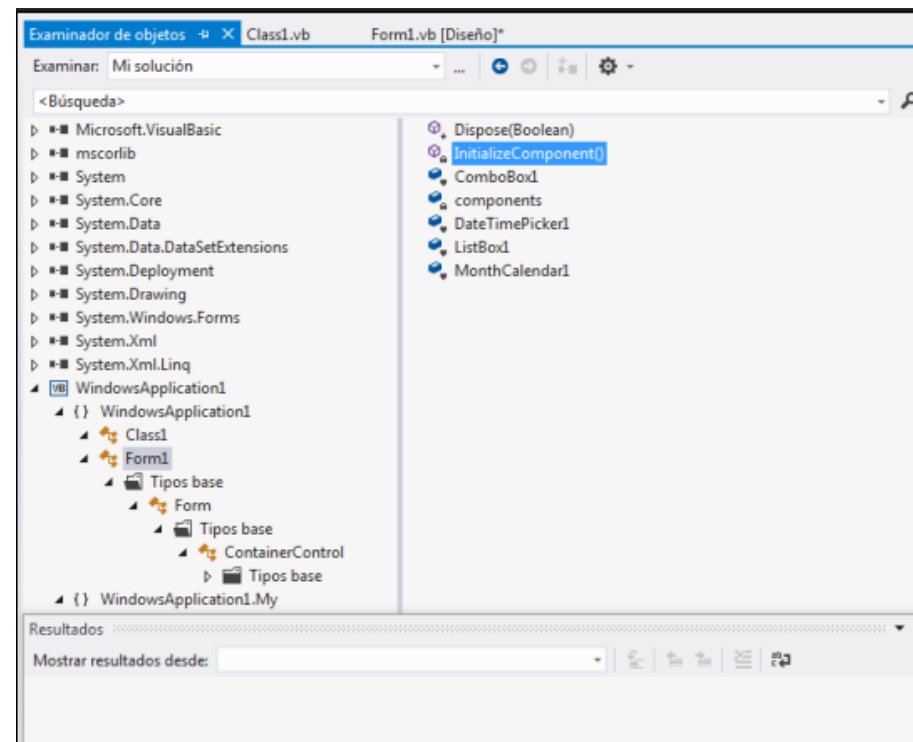 Examinador de objetos Class1.vb Form1.vb [Diseño]*
Examinar: Mi solución ...
<Búsqueda>
Microsoft.VisualBasic
mscorlib
System
System.Core
System.Data
System.Data.DataSetExtensions
System.Deployment
System.Drawing
System.Windows.Forms
System.Xml
System.Xml.Linq
VB WindowsApplication1
{} WindowsApplication1
Class1
Form1
Tipos base
Form
Tipos base
ContainerControl
Tipos base
{} WindowsApplication1.My
Dispose(Boolean)
InitializeComponent()
ComboBox1
components
DateTimePicker1
ListBox1
MonthCalendar1
Resultados
Mostrar resultados desde: